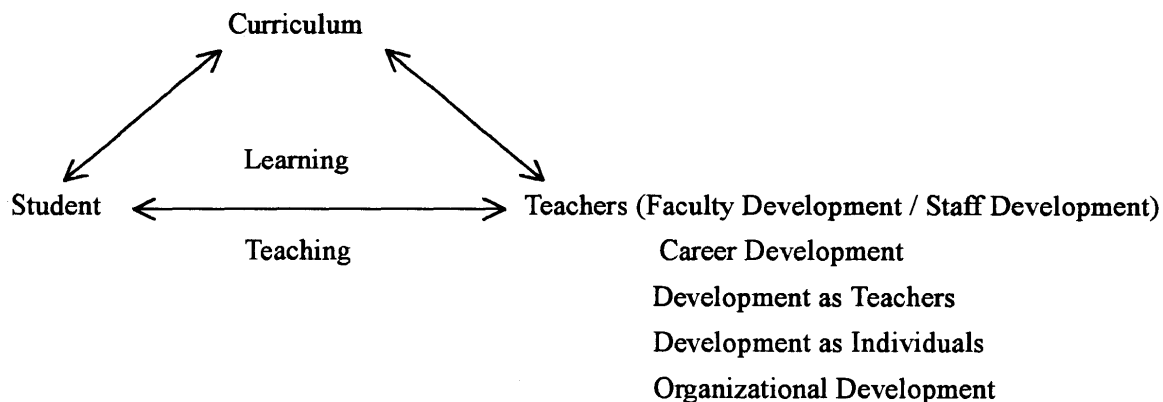 Curriculum
Learning
Student
Teachers (Faculty Development / Staff Development)
Teaching
Career Development
Development as Teachers
Development as Individuals
Organizational Development